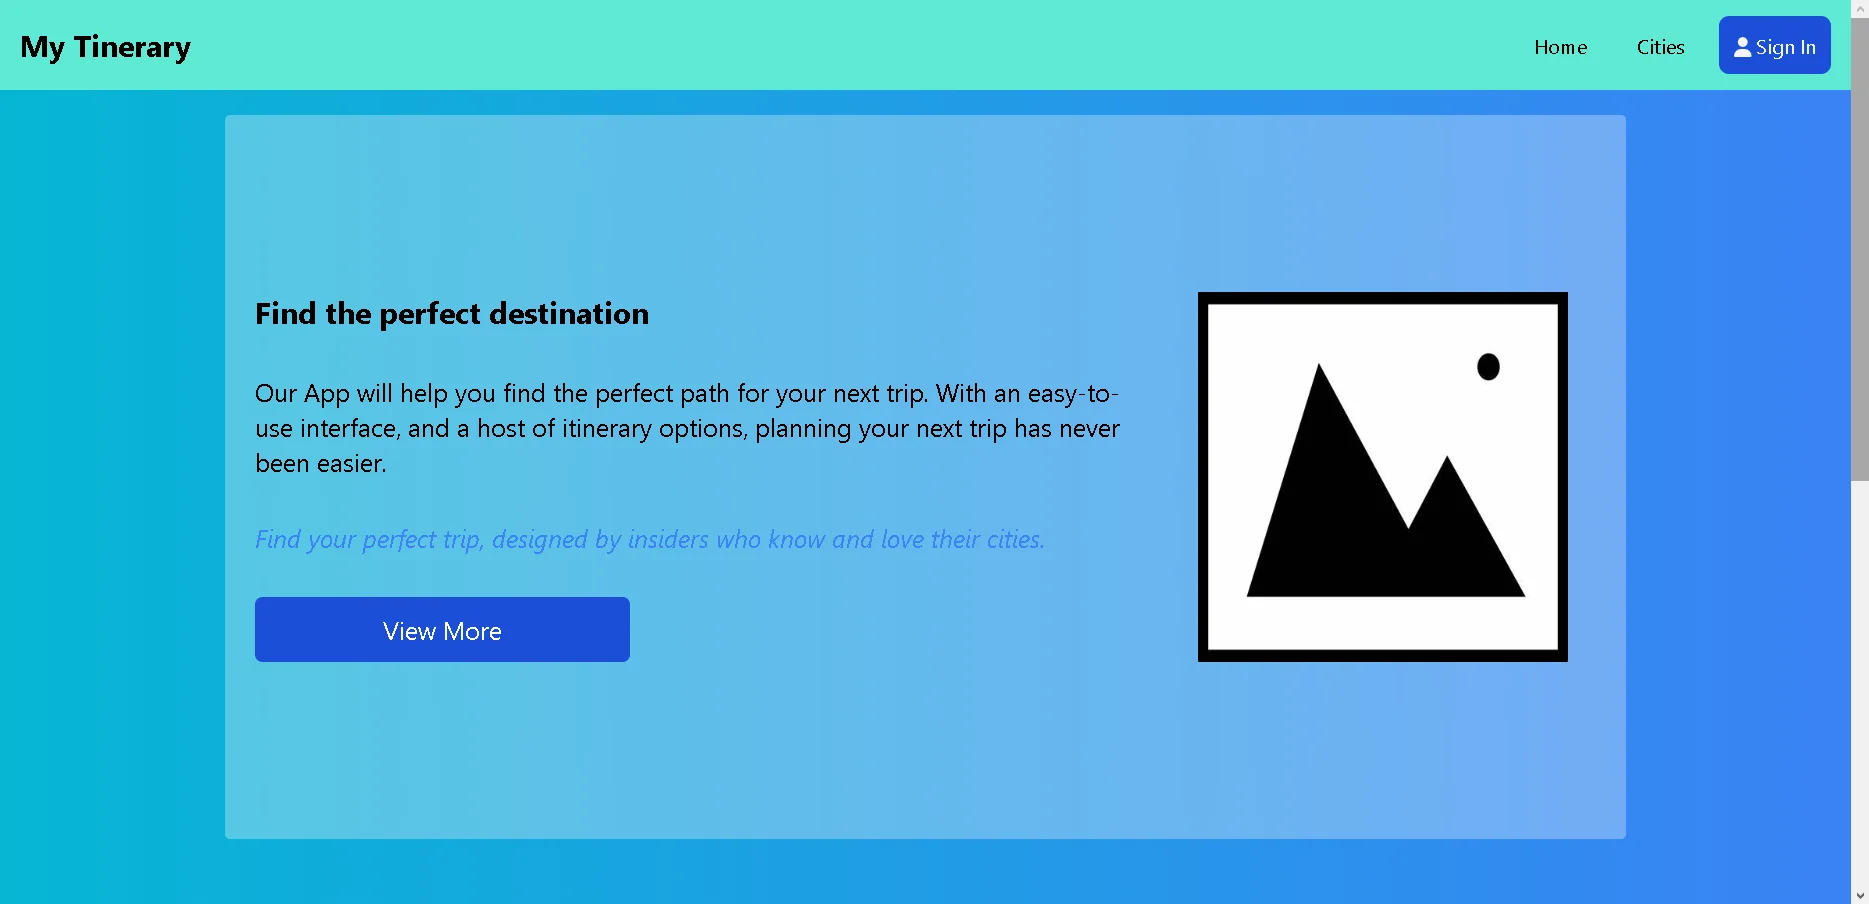 My Tinerary
Home
Cities
Sign In
Find the perfect destination
Our App will help you find the perfect path for your next trip. With an easy-to-
use interface, and a host of itinerary options, planning your next trip has never
been easier.
Find your perfect trip, designed by insiders who know and love their cities.
View More